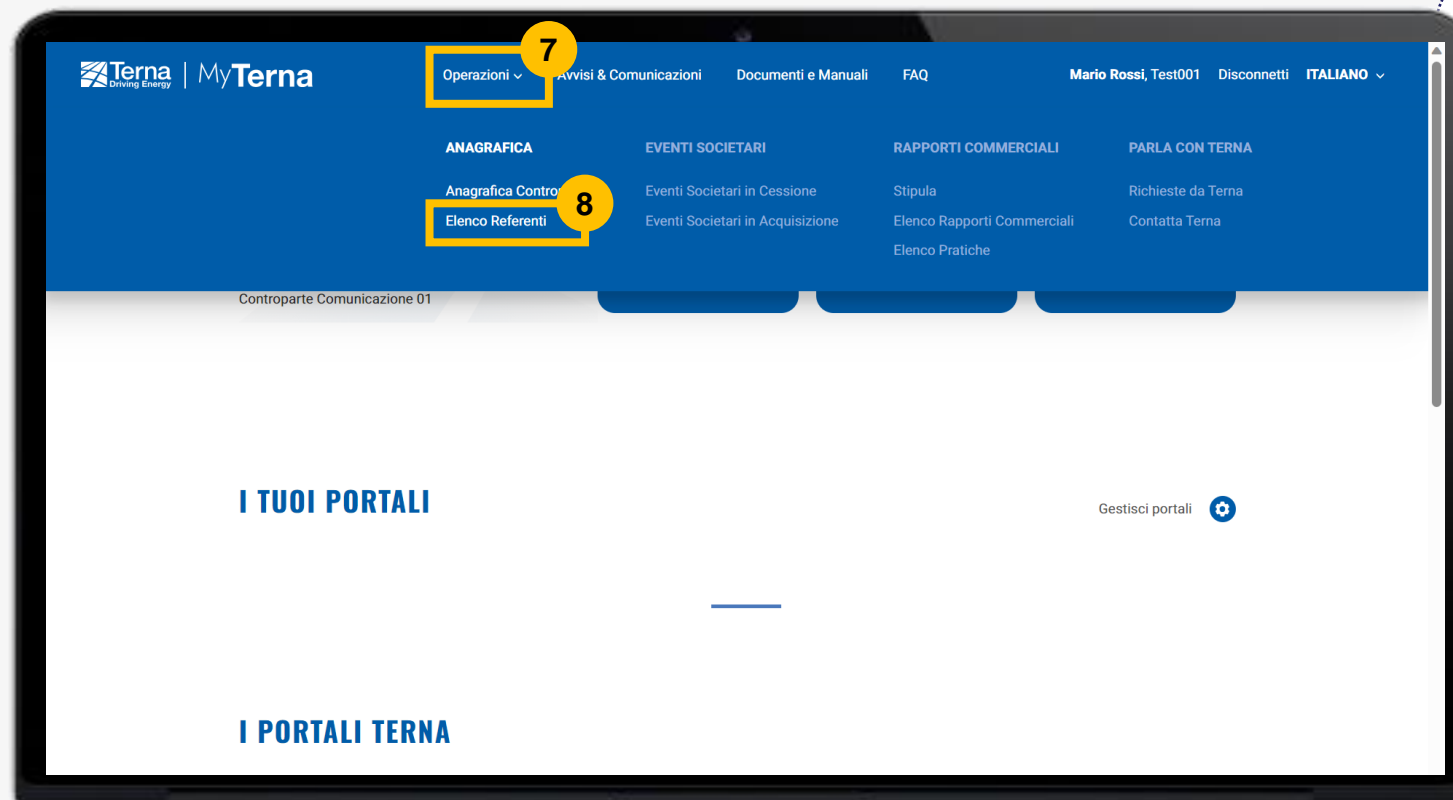 7
Terna
Driving Energy
MyTerna
Operazioni
Avvisi & Comunicazioni
Documenti e Manuali
FAQ
Mario Rossi, Test001
Disconnetti
ITALIANO
ANAGRAFICA
EVENTI SOCIETARI
RAPPORTI COMMERCIALI
PARLA CON TERNA
Anagrafica
Eventi Societari in Cessione
Stipula
Richieste da Terna
8
Elenco Referenti
Eventi Societari in Acquisizione
Elenco Rapporti Commerciali
Contatta Terna
Elenco Pratiche
Controparte Comunicazione 01
I TUOI PORTALI
Gestisci portali
I PORTALI TERNA